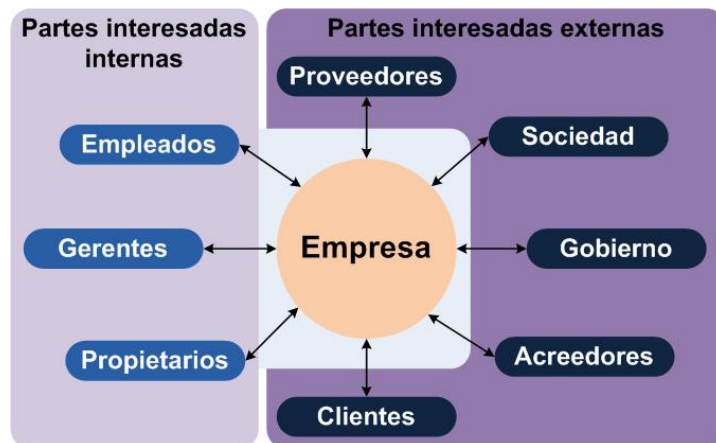 Partes interesadas
internas
Partes interesadas externas
Proveedores
Empleados
Sociedad
Gerentes
Empresa
Gobierno
Propietarios
Acreedores
Clientes